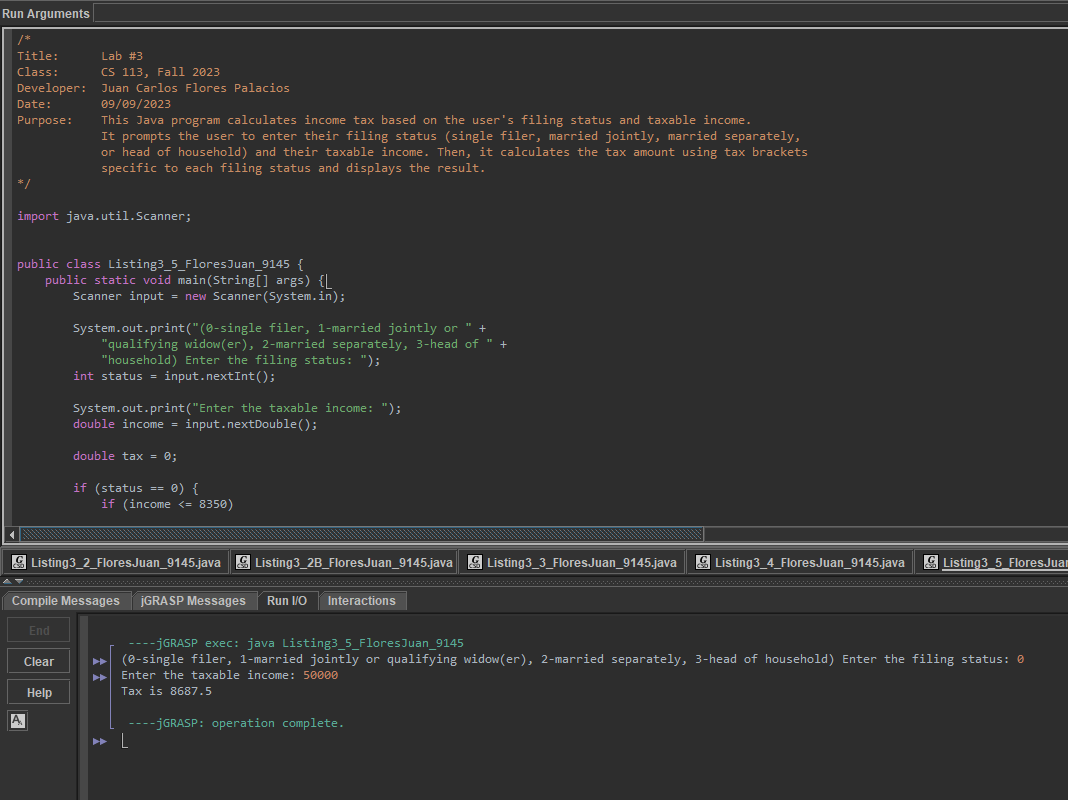 Run Arguments
/*
Title:      Lab #3
Class:      CS 113, Fall 2023
Developer:  Juan Carlos Flores Palacios
Date:       09/09/2023
Purpose:    This Java program calculates income tax based on the user's filing status and taxable income.
            It prompts the user to enter their filing status (single filer, married jointly, married separately,
            or head of household) and their taxable income. Then, it calculates the tax amount using tax brackets
            specific to each filing status and displays the result.
*/
import java.util.Scanner;
public class Listing3_5_FloresJuan_9145 {
    public static void main(String[] args) {
        Scanner input = new Scanner(System.in);
        System.out.print("(0-single filer, 1-married jointly or " +
            "qualifying widow(er), 2-married separately, 3-head of " +
            "household) Enter the filing status: ");
        int status = input.nextInt();
        System.out.print("Enter the taxable income: ");
        double income = input.nextDouble();
        double tax = 0;
        if (status == 0) {
            if (income <= 8350)
Listing3_2_FloresJuan_9145.java Listing3_2B_FloresJuan_9145.java Listing3_3_FloresJuan_9145.java Listing3_4_FloresJuan_9145.java Listing3_5_FloresJuan
Compile Messages jGRASP Messages Run I/O Interactions
End
Clear
Help
A
 ----jGRASP exec: java Listing3_5_FloresJuan_9145
(0-single filer, 1-married jointly or qualifying widow(er), 2-married separately, 3-head of household) Enter the filing status: 0
Enter the taxable income: 50000
Tax is 8687.5
 ----jGRASP: operation complete.